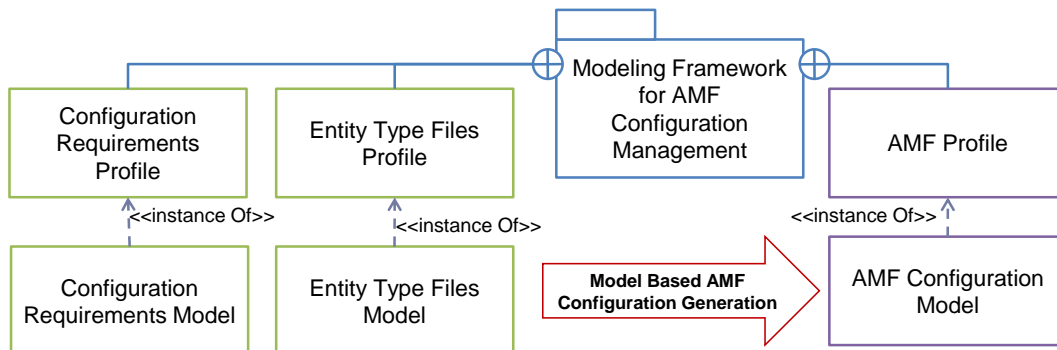 Modeling Framework
for AMF
Configuration
Management
Configuration
Requirements
Profile
Entity Type Files
Profile
AMF Profile
<<instance Of>>
<<instance Of>>
<<instance Of>>
Configuration
Requirements Model
Entity Type Files
Model
Model Based AMF
Configuration Generation
AMF Configuration
Model